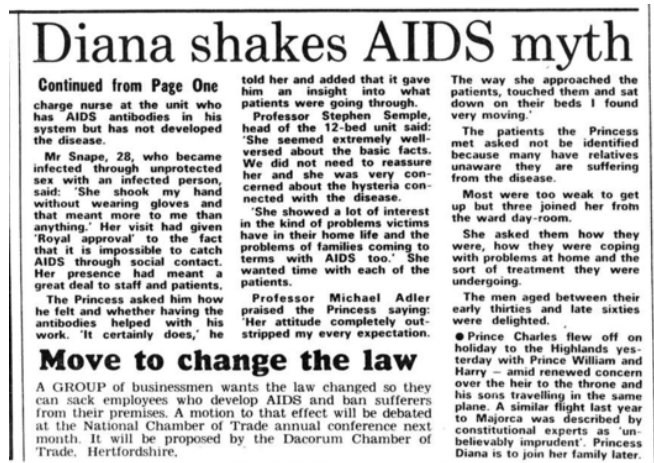 Diana shakes AIDS myth
Continued from Page One
charge nurse at the unit who
has AIDS antibodies in his
system but has not developed
the disease.
Mr Snape, 28, who became
infected through unprotected
sex with an infected person,
said: 'She shook my hand
without wearing gloves and
that meant more to me than
anything.' Her visit had given
'Royal approval' to the fact
that it is impossible to catch
AIDS through social contact.
Her presence had meant a
great deal to staff and patients.
The Princess asked him how
he felt and whether having the
antibodies helped with his
work. 'It certainly does,' he
told her and added that it gave
him an insight into what
patients were going through.
Professor Stephen Semple,
head of the 12-bed unit said:
'She seemed extremely well-
versed about the basic facts.
We did not need to reassure
her and she was very con-
cerned about the hysteria con-
nected with the disease.
'She showed a lot of interest
in the kind of problems victims
have in their home life and the
problems of families coming to
terms with AIDS too.' She
wanted time with each of the
patients.
Professor Michael Adler
praised the Princess saying:
'Her attitude completely out-
stripped my every expectation.
The way she approached the
patients, touched them and sat
down on their beds I found
very moving.'
The patients the Princess
met asked not be identified
because many have relatives
unaware they are suffering
from the disease.
Most were too weak to get
up but three joined her from
the ward day-room.
She asked them how they
were, how they were coping
with problems at home and the
sort of treatment they were
undergoing.
The men aged between their
early thirties and late sixties
were delighted.
● Prince Charles flew off on
holiday to the Highlands yes-
terday with Prince William and
Harry – amid renewed concern
over the heir to the throne and
his sons travelling in the same
plane. A similar flight last year
to Majorca was described by
constitutional experts as 'un-
believably imprudent'. Princess
Diana is to join her family later.
Move to change the law
A GROUP of businessmen wants the law changed so they
can sack employees who develop AIDS and ban sufferers
from their premises. A motion to that effect will be debated
at the National Chamber of Trade annual conference next
month. It will be proposed by the Dacorum Chamber of
Trade, Hertfordshire.